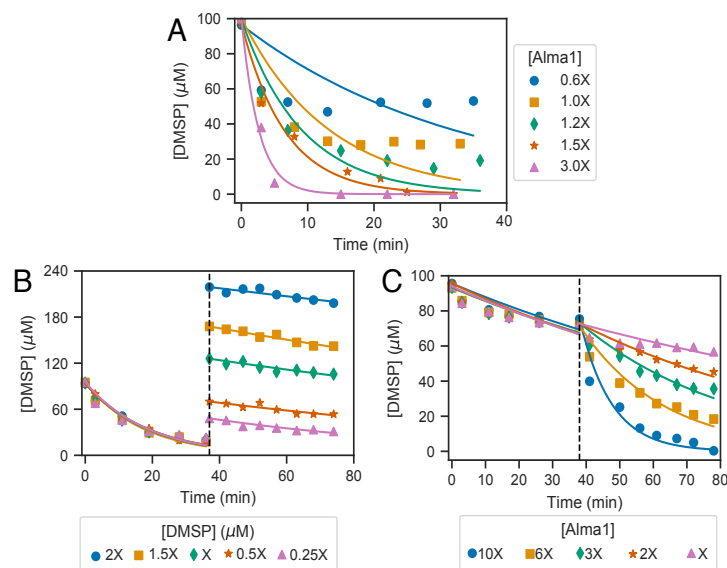 A
100
80
60
40
20
0
[DMSP] (μM)
0 10 20 30 40
Time (min)
[Alma1]
0.6X
1.0X
1.2X
1.5X
3.0X
B
240
180
120
60
0
[DMSP] (μM)
0 20 40 60 80
Time (min)
[DMSP] (μM)
2X 1.5X X 0.5X 0.25X
C
100
80
60
40
20
0
[DMSP] (μM)
0 10 20 30 40 50 60 70 80
Time (min)
[Alma1]
10X 6X 3X 2X X